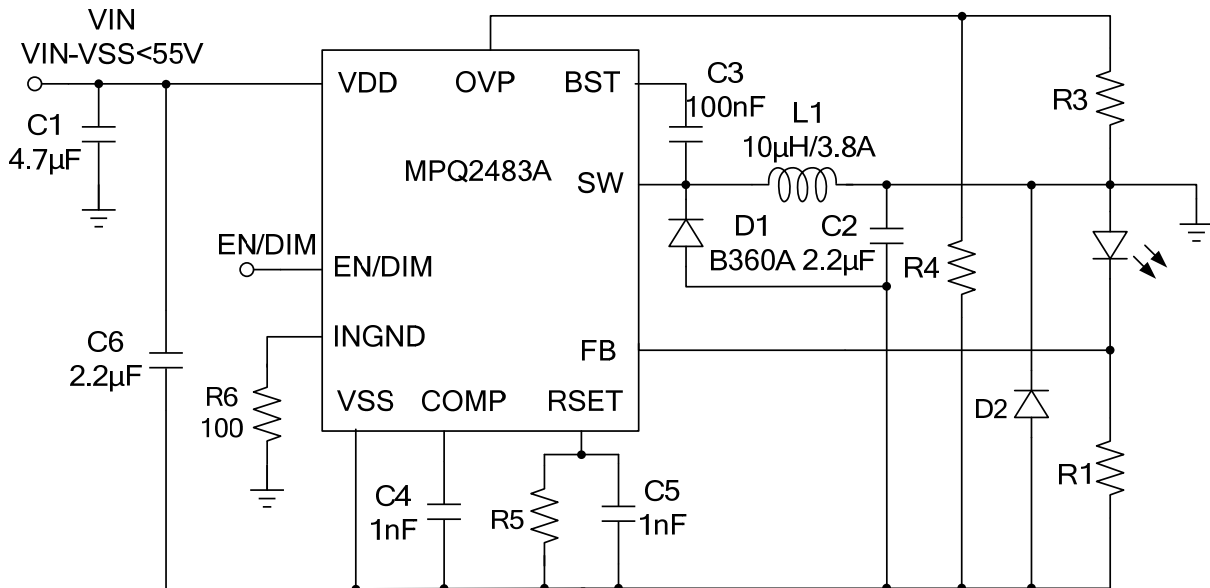 VIN
VIN-VSS<55V
C1
4.7µF
C6
2.2µF
EN/DIM
R6
100
VDD
OVP
BST
MPQ2483A
SW
EN/DIM
INGND
FB
VSS
COMP
RSET
C3
100nF
L1
10µH/3.8A
D1
B360A
C2
2.2µF
R4
R3
D2
R1
C4
1nF
R5
C5
1nF